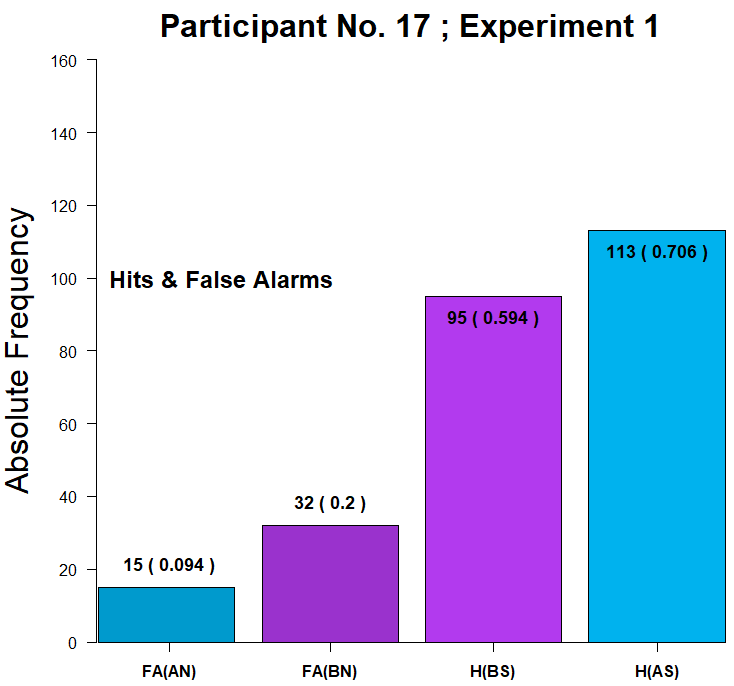 Participant No. 17 ; Experiment 1
Absolute Frequency
160
140
120
100
80
60
40
20
0
Hits & False Alarms
15 ( 0.094 )
32 ( 0.2 )
95 ( 0.594 )
113 ( 0.706 )
FA(AN)
FA(BN)
H(BS)
H(AS)